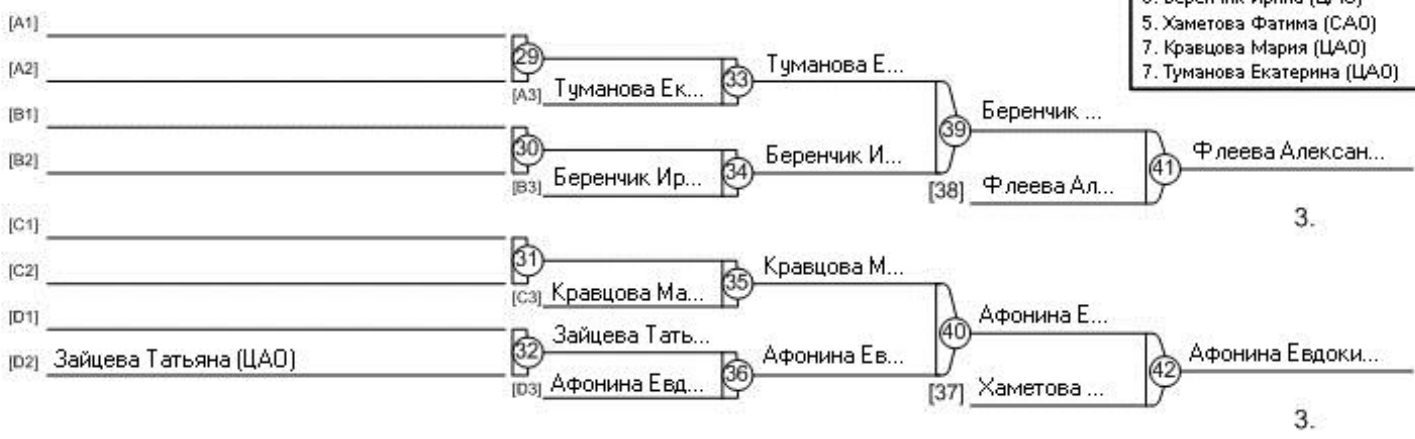 5. Хаметова Фатима (САО)
7. Кравцова Мария (ЦАО)
7. Туманова Екатерина (ЦАО)
[A1]
[A2]
29
[A3] Туманова Ек...
33
Туманова Е...
[B1]
[B2]
30
[B3] Беренчик Ир...
34
Беренчик И...
39
Беренчик ...
[38] Флеева Ал...
41
Флеева Алексан...
3.
[C1]
[C2]
31
[C3] Кравцова Ма...
35
Кравцова М...
[D1]
[D2] Зайцева Татьяна (ЦАО)
32
Зайцева Тать...
[D3] Афонина Евд...
36
Афонина Ев...
40
Афонина Е...
[37] Хаметова ...
42
Афонина Евдоки...
3.